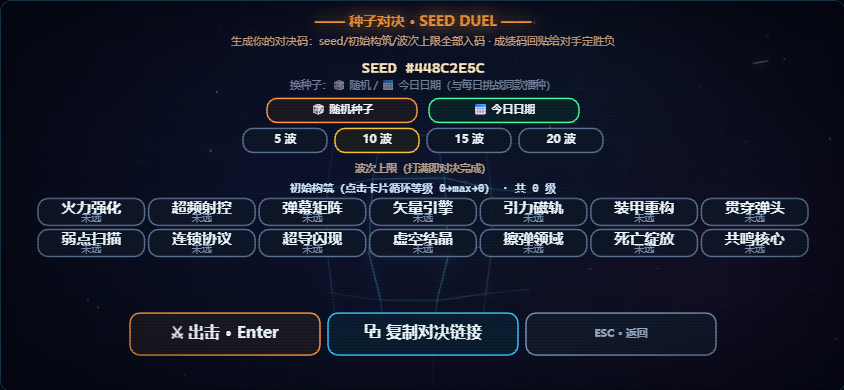 种子对决 • SEED DUEL
生成你的对决码：seed/初始构筑/波次上限全部入码 · 成绩码回贴给对手定胜负
SEED #448C2E5C
换种子：🎲 随机 / 📅 今日日期（与每日挑战同款播种）
🎲 随机种子 📅 今日日期
5 波 10 波 15 波 20 波
波次上限（打满即对决完成）
初始构筑（点击卡片循环等级 0→max→0） · 共 0 级
火力强化 超频射控 弹幕矩阵 矢量引擎 引力磁轨 装甲重构 贯穿弹头
未选 未选 未选 未选 未选 未选 未选
弱点扫描 连锁协议 超导闪现 虚空结晶 擦弹领域 死亡绽放 共鸣核心
未选 未选 未选 未选 未选 未选 未选
⚔ 出击 • Enter 复制对决链接 ESC • 返回